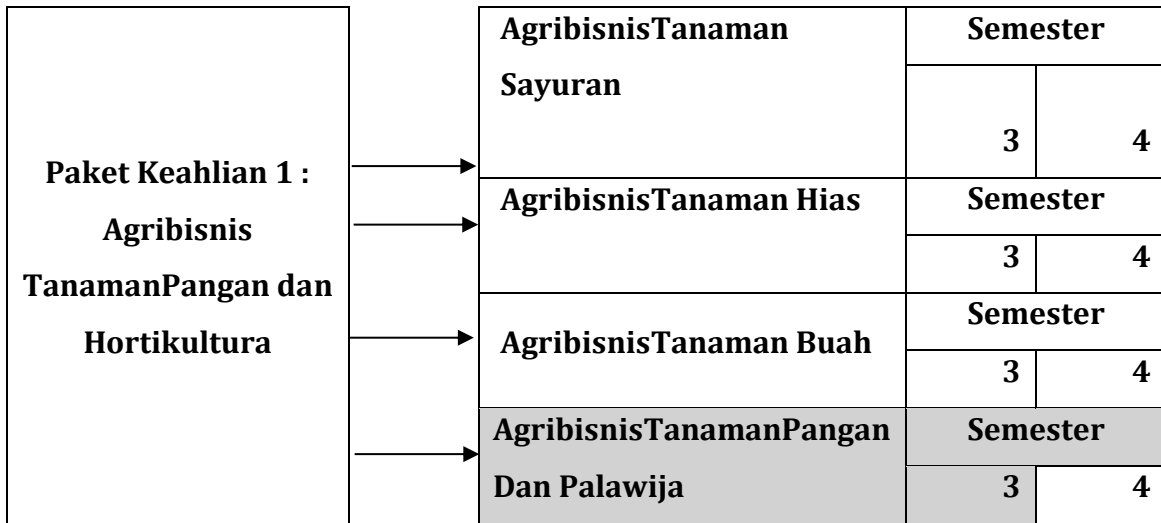 Paket Keahlian 1 :
Agribisnis
TanamanPangan dan
Hortikultura
AgribisnisTanaman
Sayuran
Semester
3 4
AgribisnisTanaman Hias
Semester
3 4
AgribisnisTanaman Buah
Semester
3 4
AgribisnisTanamanPangan
Dan Palawija
Semester
3 4